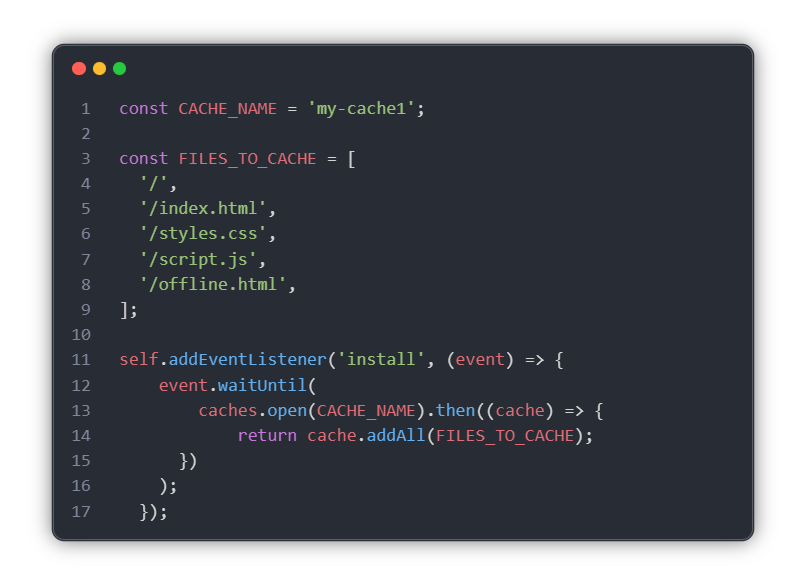 1 const CACHE_NAME = 'my-cache1';
2
3 const FILES_TO_CACHE = [
4   '/',
5   '/index.html',
6   '/styles.css',
7   '/script.js',
8   '/offline.html',
9 ];
10
11 self.addEventListener('install', (event) => {
12     event.waitUntil(
13         caches.open(CACHE_NAME).then((cache) => {
14             return cache.addAll(FILES_TO_CACHE);
15       })
16     );
17   });